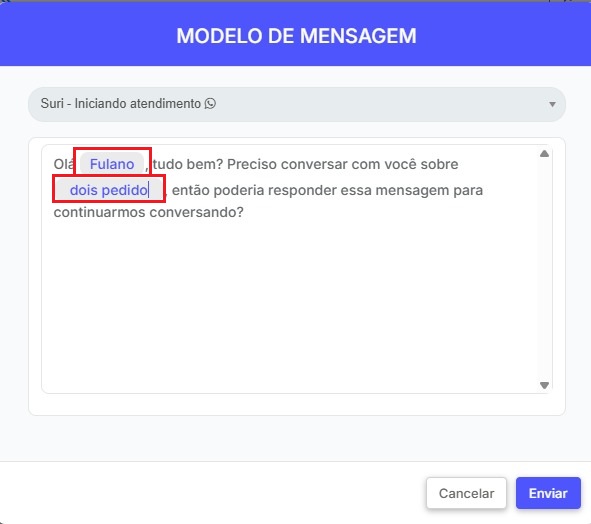 MODELO DE MENSAGEM
Suri - Iniciando atendimento
Olá Fulano , tudo bem? Preciso conversar com você sobre
dois pedido , então poderia responder essa mensagem para
continuarmos conversando?
Cancelar
Enviar